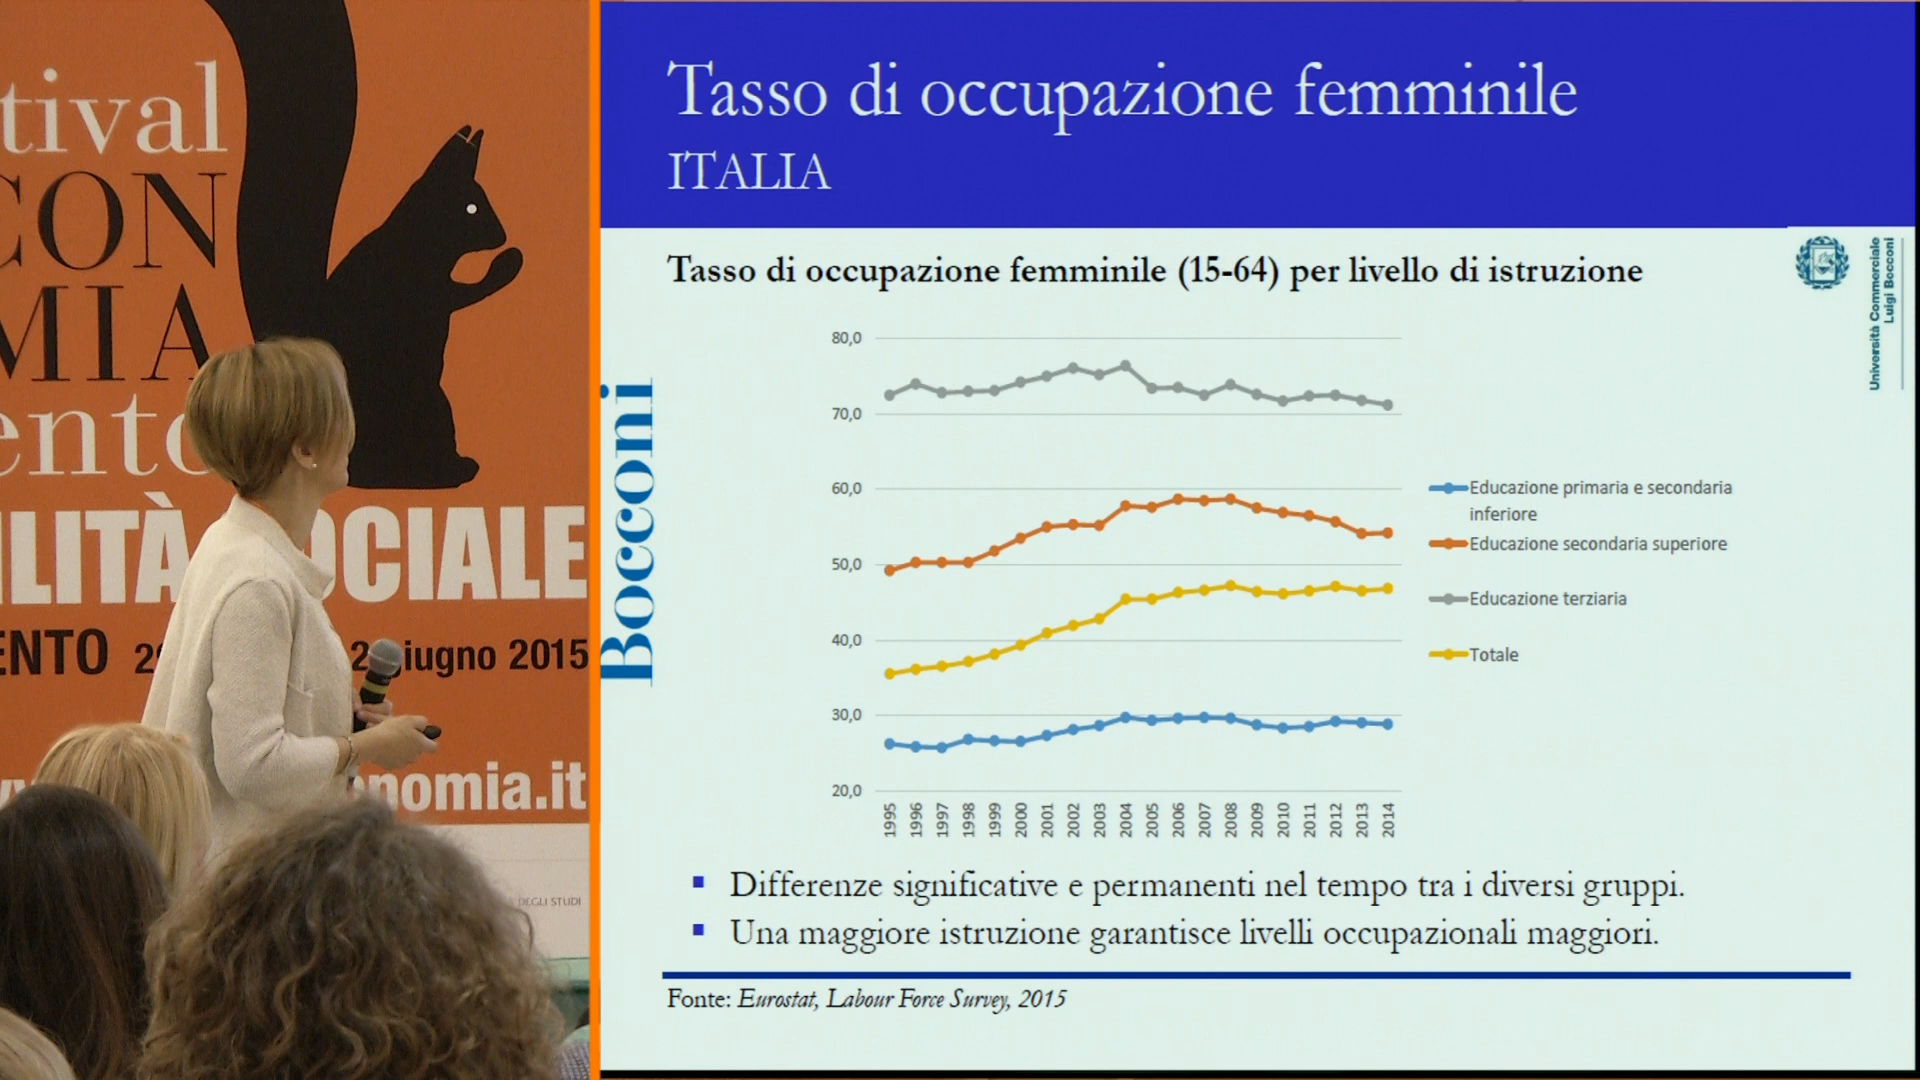 tival
CON
MIA
ento
ILITÀ SOCIALE
ENTO 2 giugno 2015
nomia.it
DEGLI STUDI
Tasso di occupazione femminile
ITALIA
Università Commerciale
Luigi Bocconi
Bocconi
Tasso di occupazione femminile (15-64) per livello di istruzione
80,0
70,0
60,0
50,0
40,0
30,0
20,0
1995 1996 1997 1998 1999 2000 2001 2002 2003 2004 2005 2006 2007 2008 2009 2010 2011 2012 2013 2014
Educazione primaria e secondaria
inferiore
Educazione secondaria superiore
Educazione terziaria
Totale
Differenze significative e permanenti nel tempo tra i diversi gruppi.
Una maggiore istruzione garantisce livelli occupazionali maggiori.
Fonte: Eurostat, Labour Force Survey, 2015